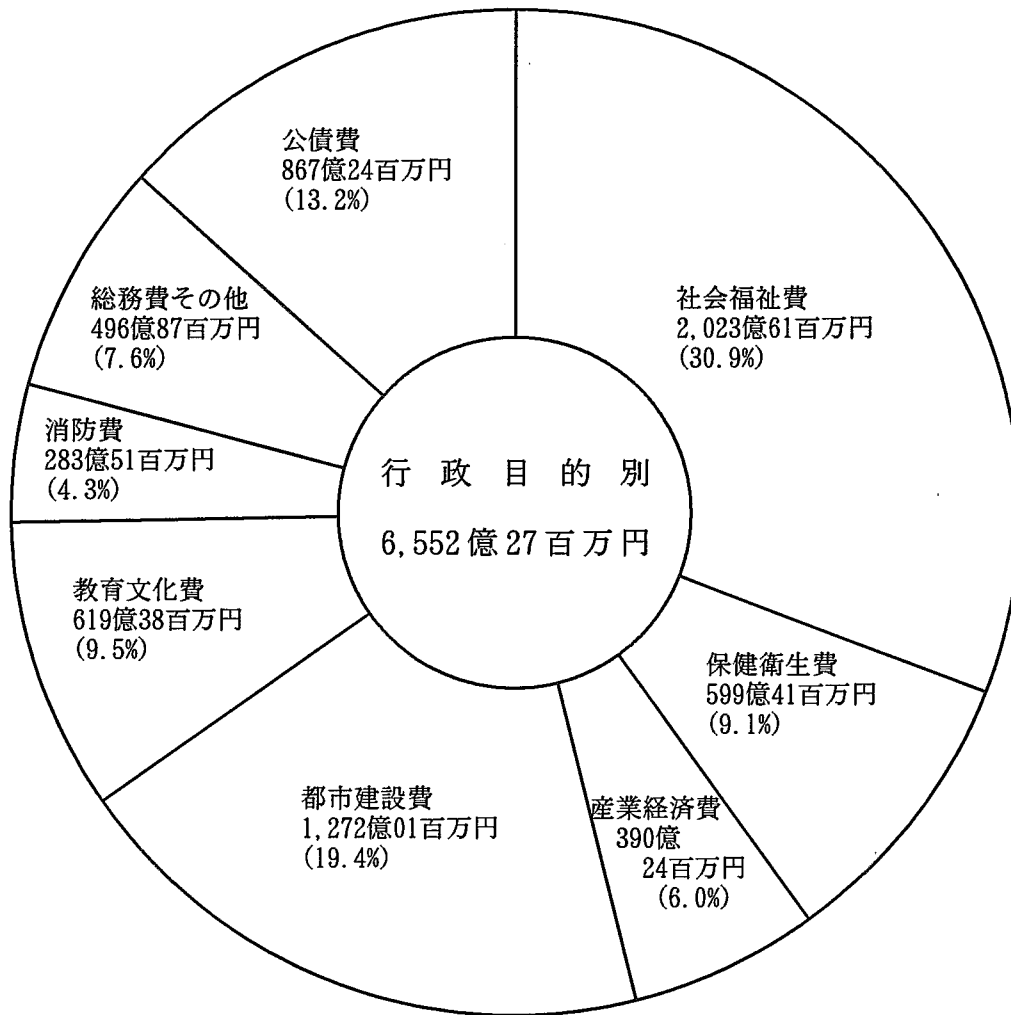 公債費
867億24百万円
(13.2%)
社会福祉費
2,023億61百万円
(30.9%)
総務費その他
496億87百万円
(7.6%)
消防費
283億51百万円
(4.3%)
行政目的別
6,552億27百万円
教育文化費
619億38百万円
(9.5%)
保健衛生費
599億41百万円
(9.1%)
都市建設費
1,272億01百万円
(19.4%)
産業経済費
390億
24百万円
(6.0%)